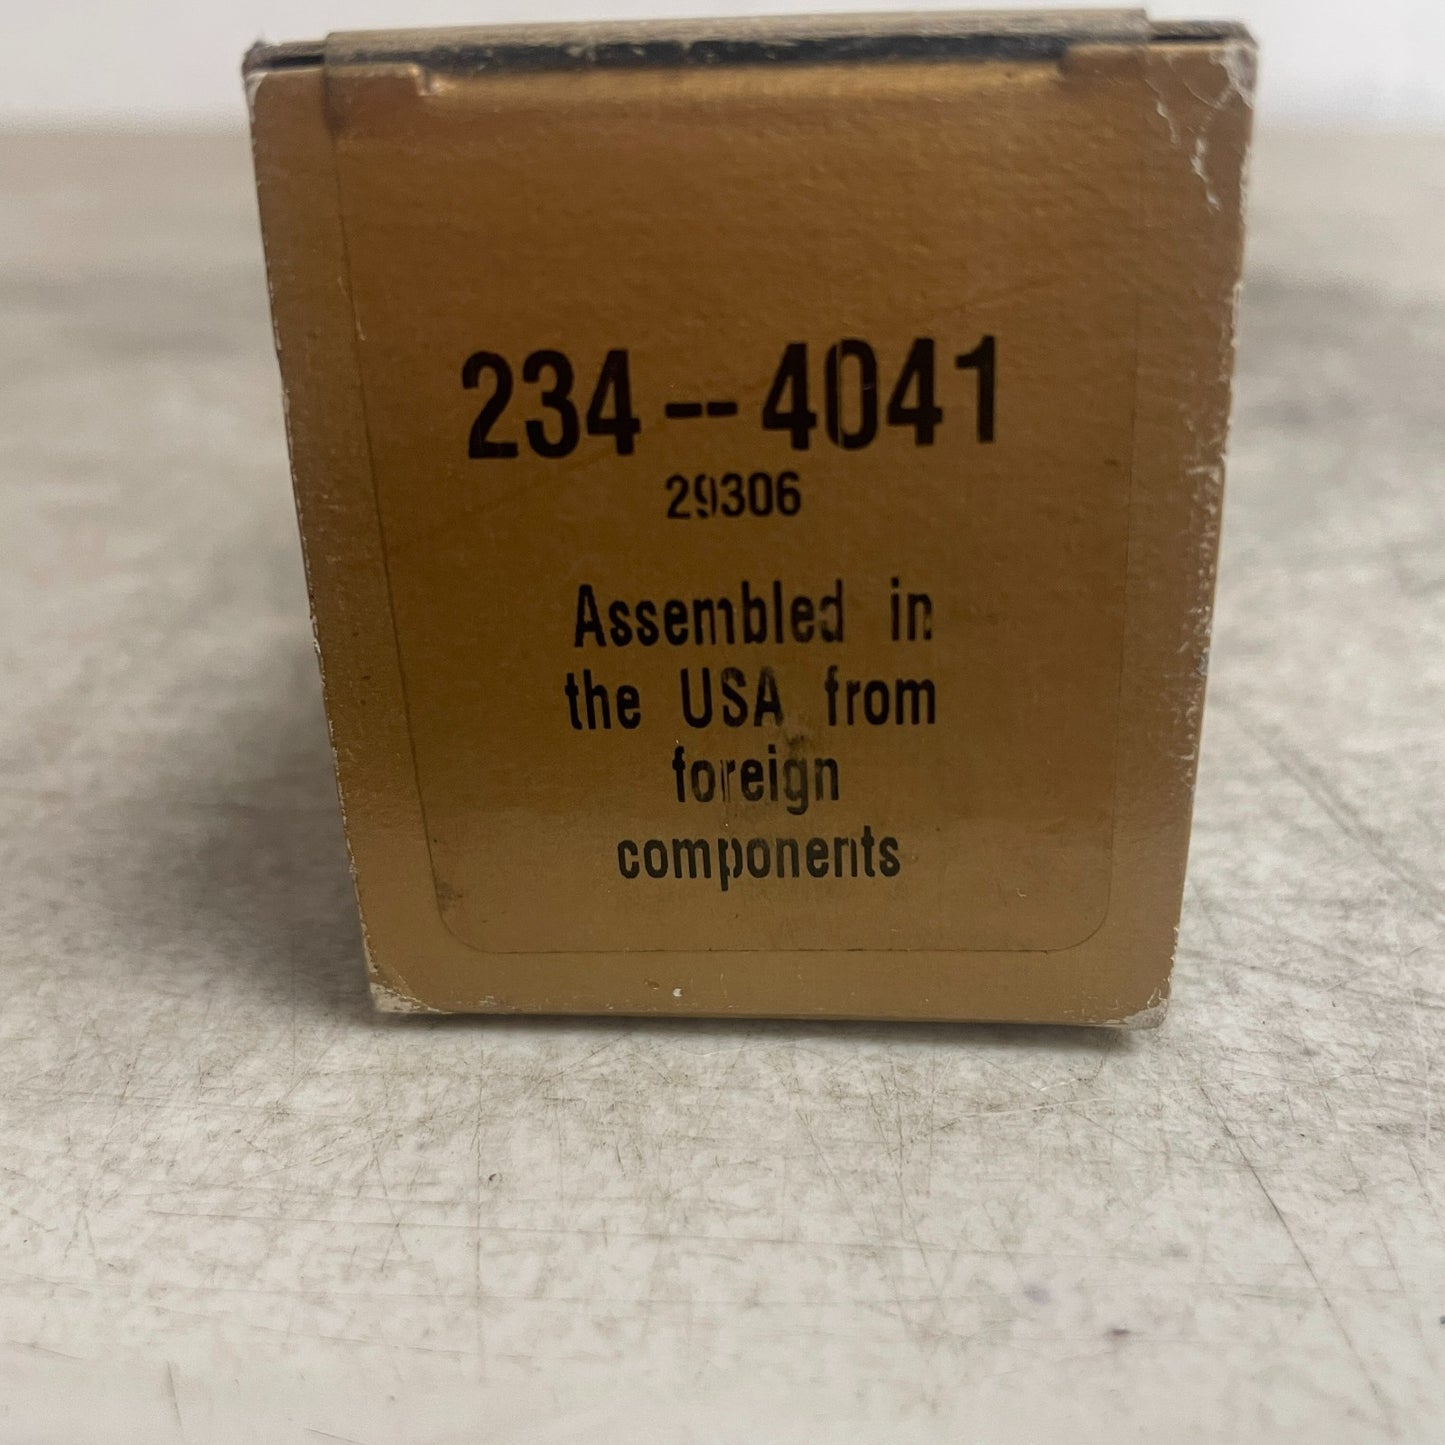 234--4041
29306
Assembled in
the USA from
foreign
components